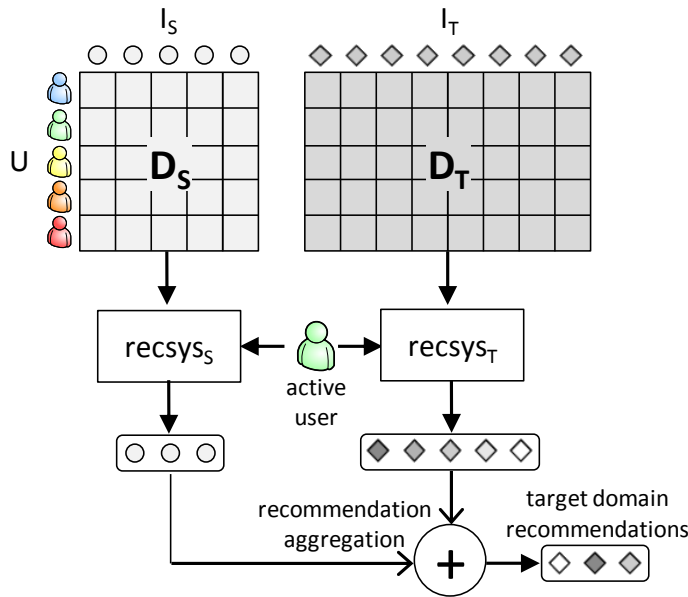 I_S
I_T
U
D_S
D_T
recsys_S
recsys_T
active
user
recommendation
aggregation
target domain
recommendations
+